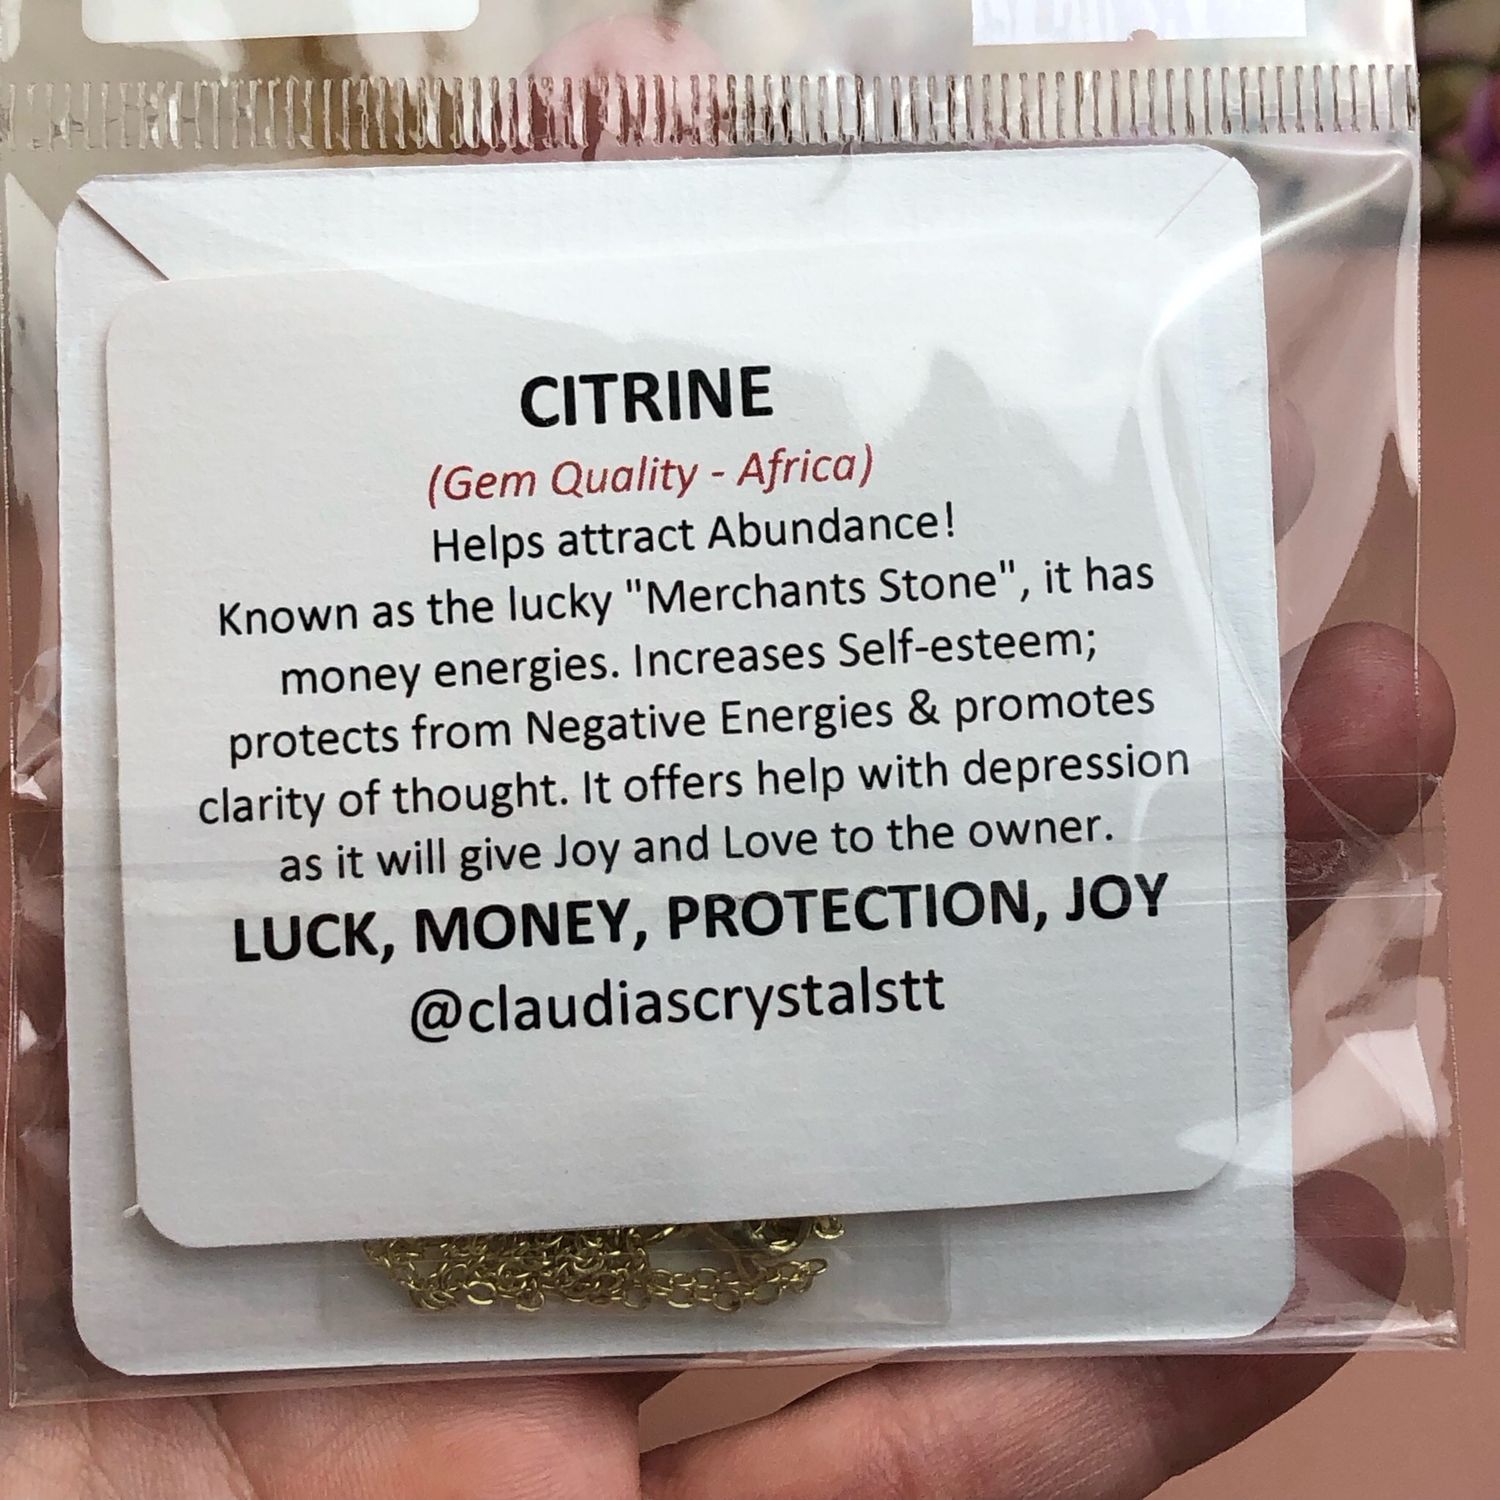 CITRINE
(Gem Quality - Africa)
Helps attract Abundance!
Known as the lucky "Merchants Stone", it has
money energies. Increases Self-esteem;
protects from Negative Energies & promotes
clarity of thought. It offers help with depression
as it will give Joy and Love to the owner.
LUCK, MONEY, PROTECTION, JOY
@claudiascrystalstt